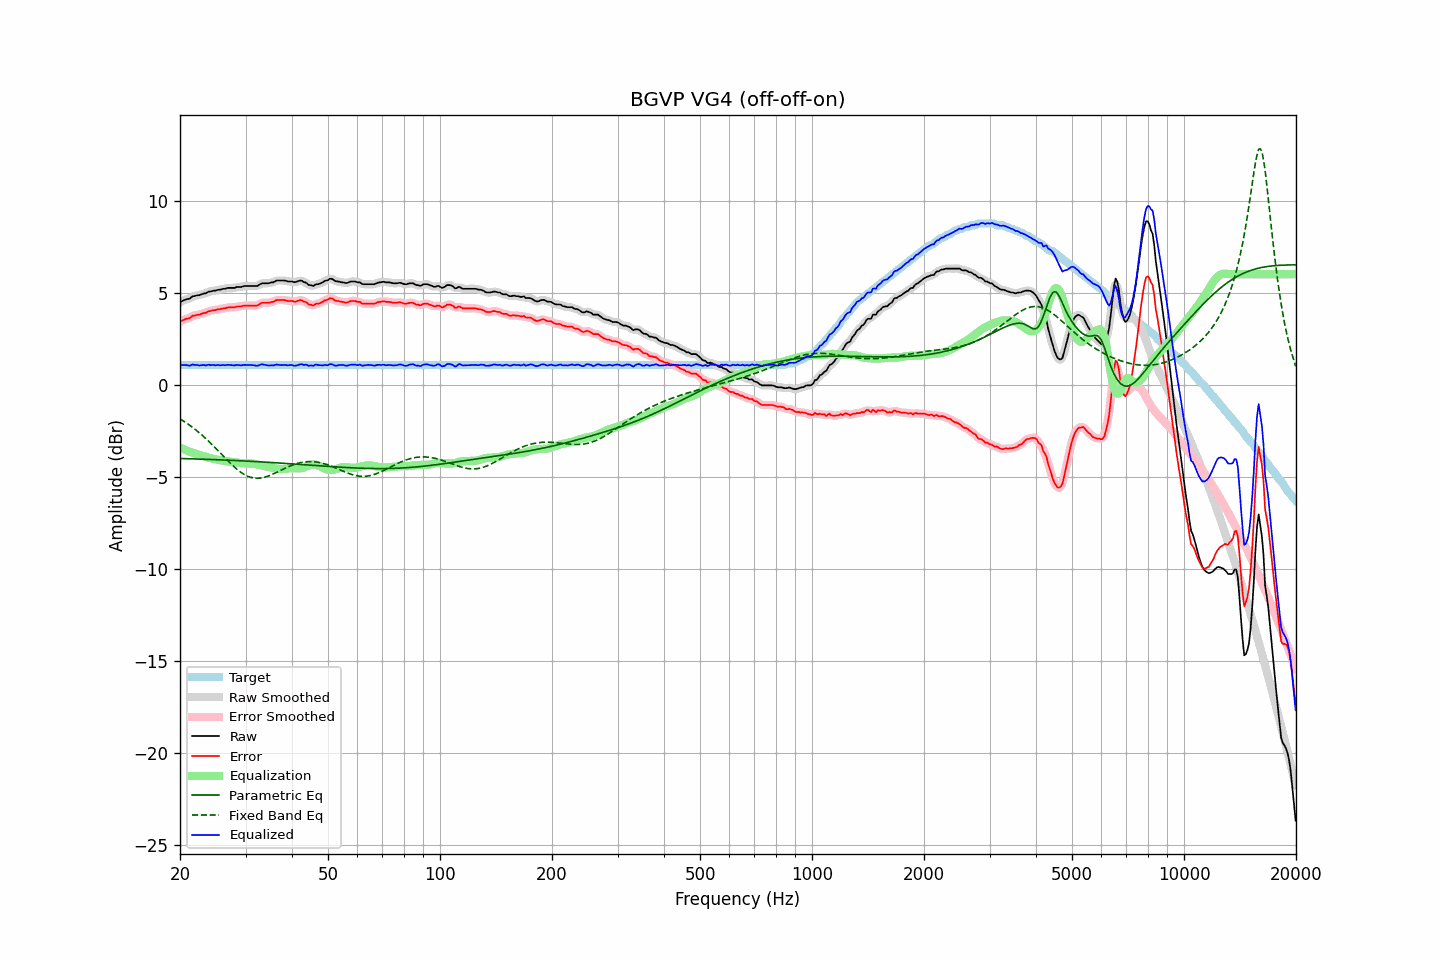 BGVP VG4 (off-off-on)
Amplitude (dBr)
10
5
0
−5
−10
−15
−20
−25
Target
Raw Smoothed
Error Smoothed
Raw
Error
Equalization
Parametric Eq
Fixed Band Eq
Equalized
20
50
100
200
500
1000
2000
5000
10000
20000
Frequency (Hz)